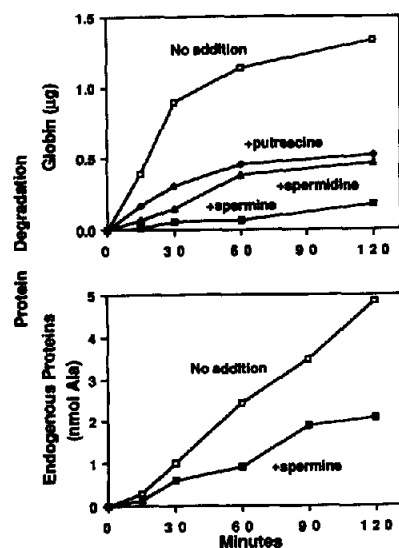 Protein Degradation
Globin (µg)
1.5
1.0
0.5
0.0
No addition
+putrescine
+spermidine
+spermine
0 30 60 90 120
Endogenous Proteins
(nmol Ala)
5
4
3
2
1
0
No addition
+spermine
0 30 60 90 120
Minutes